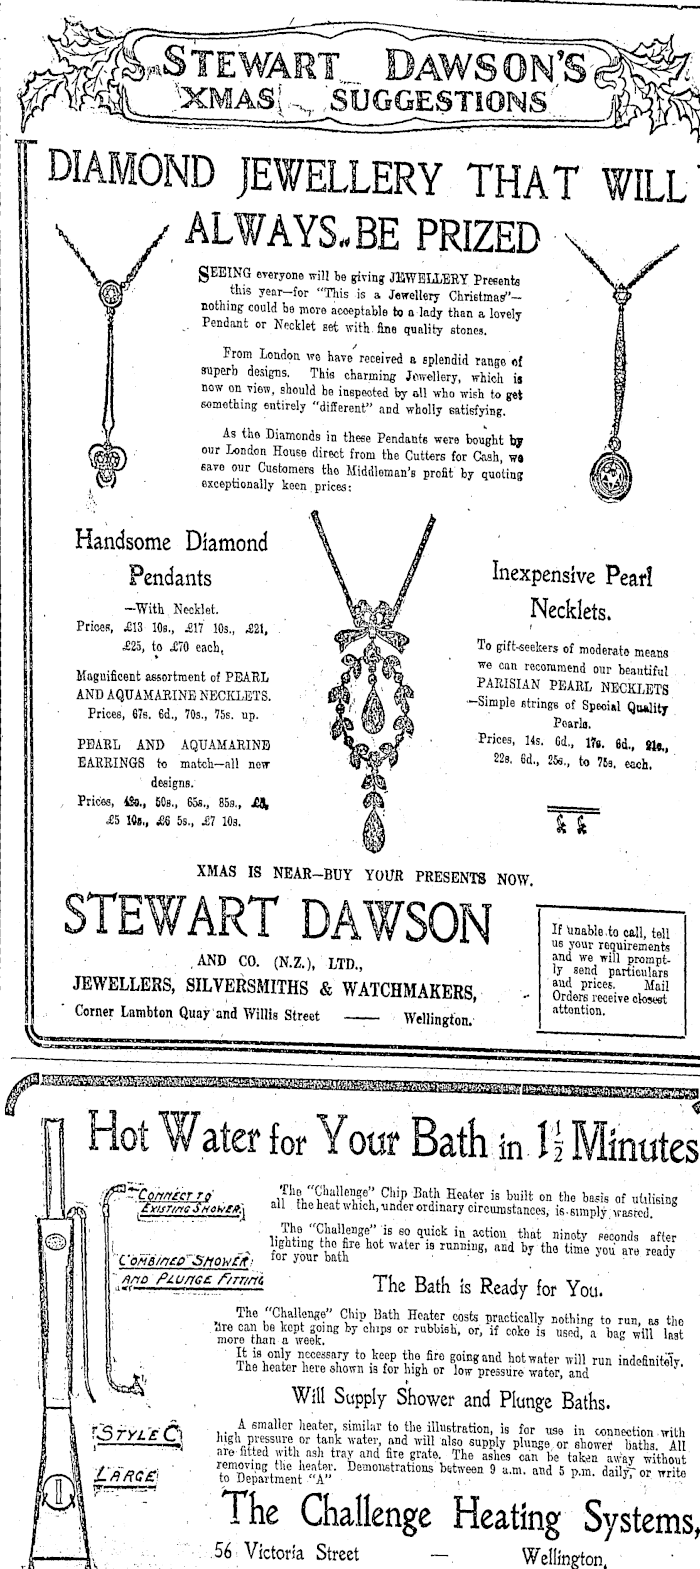 STEWART DAWSON'S
XMAS SUGGESTIONS
DIAMOND JEWELLERY THAT WILL
ALWAYS BE PRIZED
SEEING everyone will be giving JEWELLERY Presents
this year—for "This is a Jewellery Christmas"—
nothing could be more acceptable to a lady than a lovely
Pendant or Necklet set with fine quality stones.
From London we have received a splendid range of
superb designs. This charming Jewellery, which is
now on view, should be inspected by all who wish to get
something entirely "different" and wholly satisfying.
As the Diamonds in these Pendants were bought by
our London House direct from the Cutters for Cash, we
save our Customers the Middleman's profit by quoting
exceptionally keen prices:
Handsome Diamond
Pendants
—With Necklet.
Prices, £13 10s., £17 10s., £21,
£25, to £70 each,
Magnificent assortment of PEARL
AND AQUAMARINE NECKLETS.
Prices, 67s. 6d., 70s., 75s. up.
PEARL AND AQUAMARINE
EARRINGS to match—all new
designs.
Prices, 50s., 65s., 85s.,
£5 10s., £6 5s., £7 10s.
Inexpensive Pearl
Necklets.
To gift-seekers of moderate means
we can recommend our beautiful
PARISIAN PEARL NECKLETS
—Simple strings of Special Quality
Pearls.
Prices, 14s. 6d., 17s. 6d., 21s.,
22s. 6d., 25s., to 75s. each.
XMAS IS NEAR—BUY YOUR PRESENTS NOW.
STEWART DAWSON
AND CO. (N.Z.), LTD.,
JEWELLERS, SILVERSMITHS & WATCHMAKERS,
Corner Lambton Quay and Willis Street —— Wellington.
If unable to call, tell
us your requirements
and we will prompt-
ly send particulars
and prices. Mail
Orders receive closest
attention.
Hot Water for Your Bath in 1½ Minutes
CONNECT TO
EXISTING SHOWER
COMBINED SHOWER
AND PLUNGE FITTING
The "Challenge" Chip Bath Heater is built on the basis of utilising
all the heat which, under ordinary circumstances, is simply wasted.
The "Challenge" is so quick in action that ninety seconds after
lighting the fire hot water is running, and by the time you are ready
for your bath
The Bath is Ready for You.
The "Challenge" Chip Bath Heater costs practically nothing to run, as the
fire can be kept going by chips or rubbish, or, if coke is used, a bag will last
more than a week.
It is only necessary to keep the fire going and hot water will run indefinitely.
The heater here shown is for high or low pressure water, and
Will Supply Shower and Plunge Baths.
STYLE C
LARGE
A smaller heater, similar to the illustration, is for use in connection with
high pressure or tank water, and will also supply plunge or shower baths. All
are fitted with ash tray and fire grate. The ashes can be taken away without
removing the heater. Demonstrations between 9 a.m. and 5 p.m. daily, or write
to Department "A"
The Challenge Heating Systems,
56 Victoria Street — Wellington,